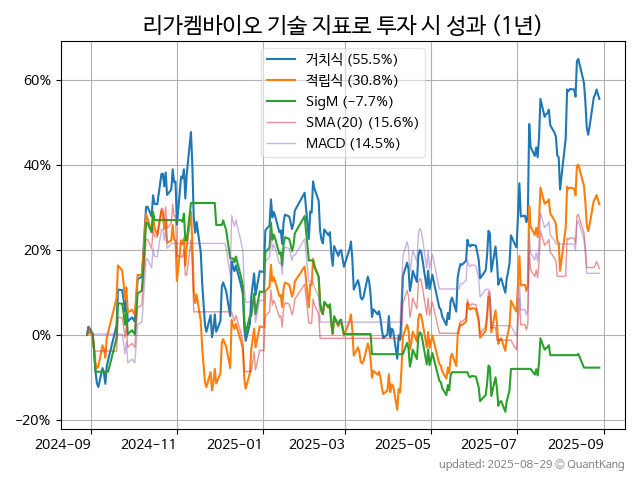 리가켐바이오 기술 지표로 투자 시 성과 (1년)
거치식 (55.5%)
적립식 (30.8%)
SigM (−7.7%)
SMA(20) (15.6%)
MACD (14.5%)
60%
40%
20%
0%
−20%
2024−09
2024−11
2025−01
2025−03
2025−05
2025−07
2025−09
updated: 2025−08−29 © QuantKang